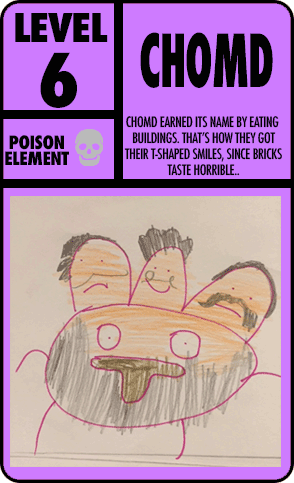 LEVEL
6
CHOMD
POISON
ELEMENT
CHOMD EARNED ITS NAME BY EATING
BUILDINGS. THAT'S HOW THEY GOT
THEIR T-SHAPED SMILES, SINCE BRICKS
TASTE HORRIBLE..